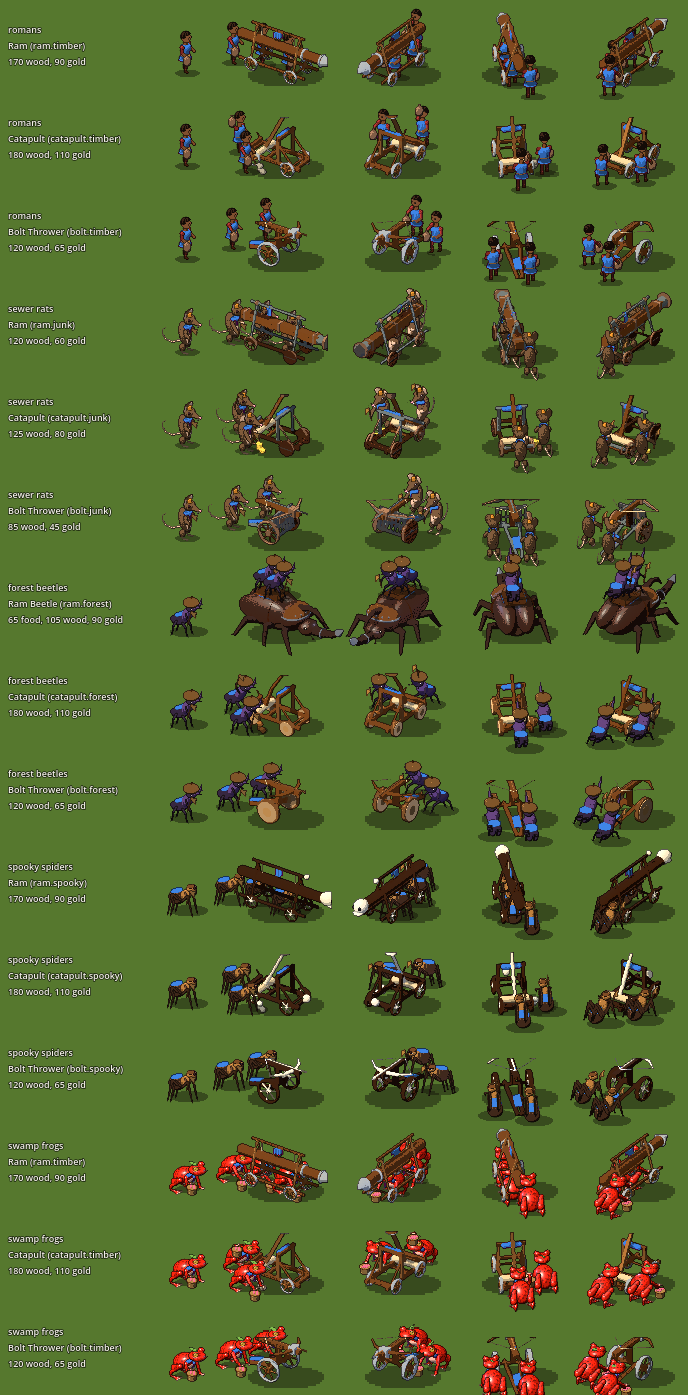 romans
Ram (ram.timber)
170 wood, 90 gold
romans
Catapult (catapult.timber)
180 wood, 110 gold
romans
Bolt Thrower (bolt.timber)
120 wood, 65 gold
sewer rats
Ram (ram.junk)
120 wood, 60 gold
sewer rats
Catapult (catapult.junk)
125 wood, 80 gold
sewer rats
Bolt Thrower (bolt.junk)
85 wood, 45 gold
forest beetles
Ram Beetle (ram.forest)
65 food, 105 wood, 90 gold
forest beetles
Catapult (catapult.forest)
180 wood, 110 gold
forest beetles
Bolt Thrower (bolt.forest)
120 wood, 65 gold
spooky spiders
Ram (ram.spooky)
170 wood, 90 gold
spooky spiders
Catapult (catapult.spooky)
180 wood, 110 gold
spooky spiders
Bolt Thrower (bolt.spooky)
120 wood, 65 gold
swamp frogs
Ram (ram.timber)
170 wood, 90 gold
swamp frogs
Catapult (catapult.timber)
180 wood, 110 gold
swamp frogs
Bolt Thrower (bolt.timber)
120 wood, 65 gold